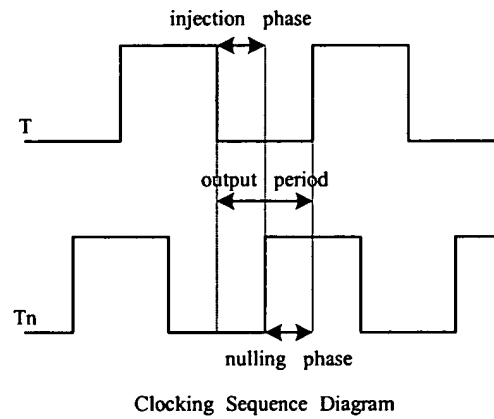 injection phase
T
output period
Tn
nulling phase
Clocking Sequence Diagram